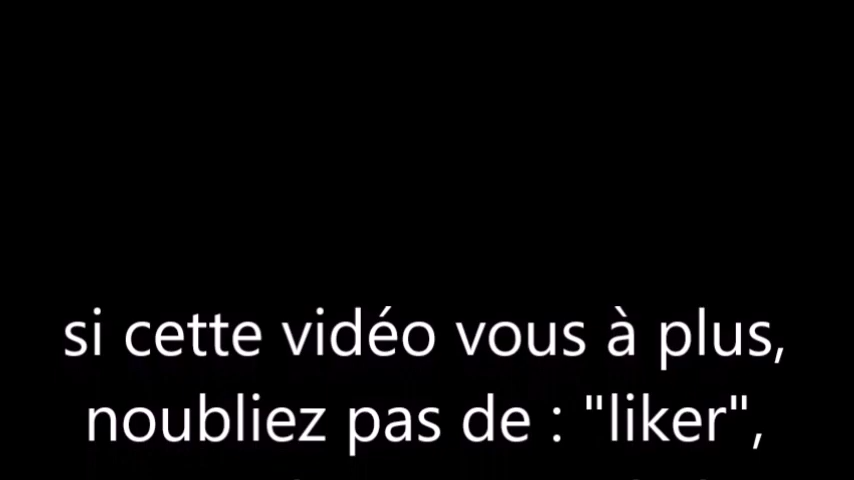 si cette vidéo vous à plus,
noubliez pas de : "liker",